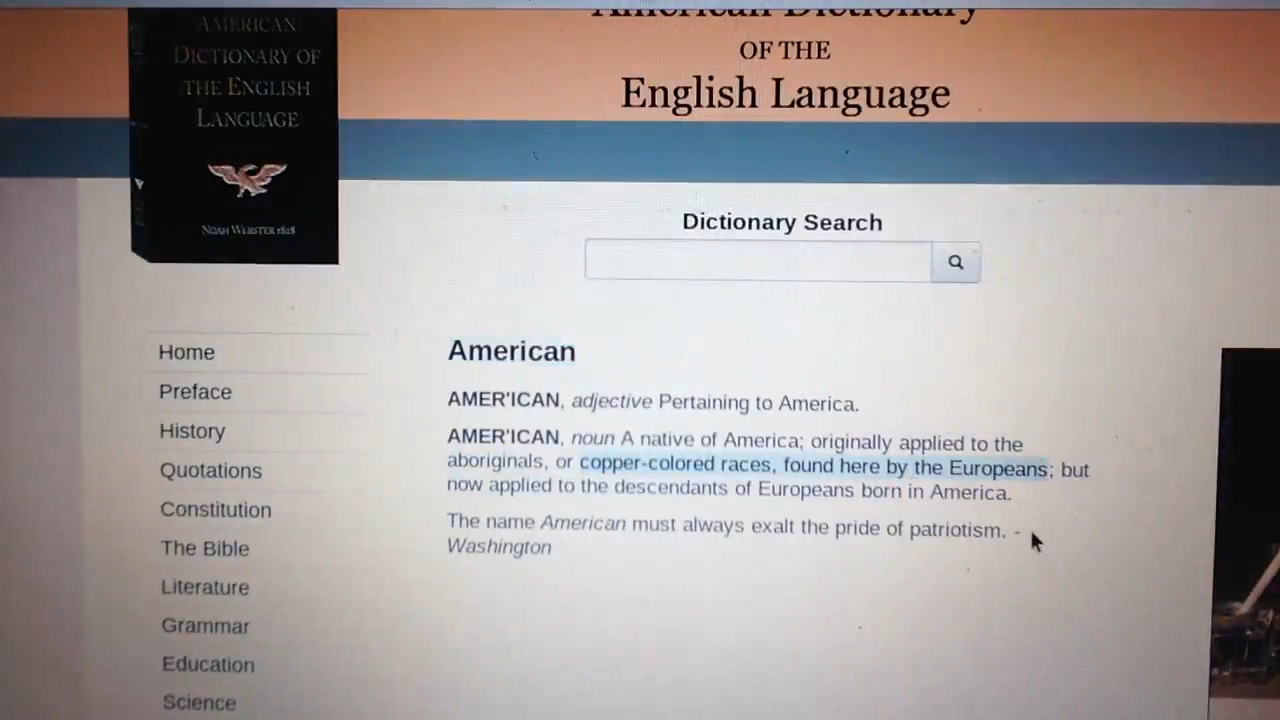 AMERICAN
DICTIONARY OF
THE ENGLISH
LANGUAGE
NOAH WEBSTER 1828
American Dictionary
OF THE
English Language
Dictionary Search
Home
Preface
History
Quotations
Constitution
The Bible
Literature
Grammar
Education
Science
American
AMER'ICAN, adjective Pertaining to America.
AMER'ICAN, noun A native of America; originally applied to the
aboriginals, or copper-colored races, found here by the Europeans; but
now applied to the descendants of Europeans born in America.
The name American must always exalt the pride of patriotism. -
Washington